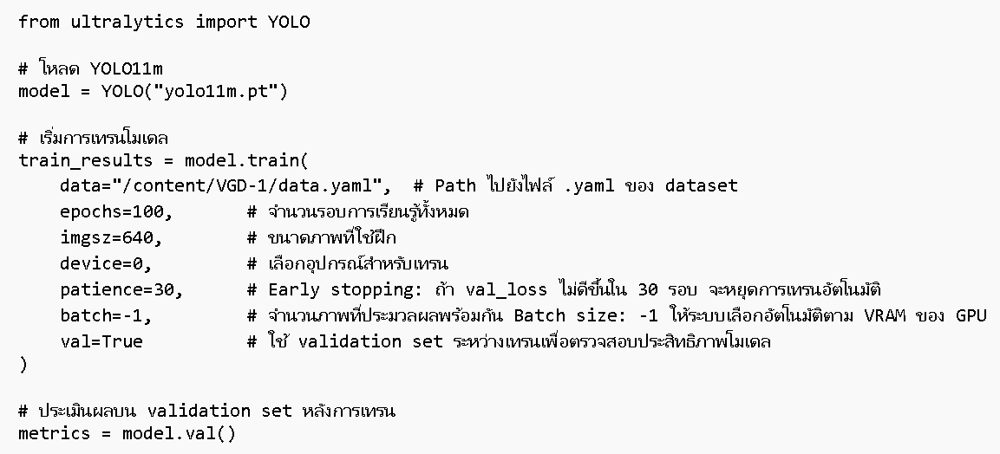 from ultralytics import YOLO
# โหลด YOLO11m
model = YOLO("yolo11m.pt")
# เริ่มการเทรนโมเดล
train_results = model.train(
    data="/content/VGD-1/data.yaml",  # Path ไปยังไฟล์ .yaml ของ dataset
    epochs=100,       # จำนวนรอบการเรียนรู้ทั้งหมด
    imgsz=640,        # ขนาดภาพที่ใช้ฝึก
    device=0,         # เลือกอุปกรณ์สำหรับเทรน
    patience=30,      # Early stopping: ถ้า val_loss ไม่ดีขึ้นใน 30 รอบ จะหยุดการเทรนอัตโนมัติ
    batch=-1,         # จำนวนภาพที่ประมวลผลพร้อมกัน Batch size: -1 ให้ระบบเลือกอัตโนมัติตาม VRAM ของ GPU
    val=True          # ใช้ validation set ระหว่างเทรนเพื่อตรวจสอบประสิทธิภาพโมเดล
)
# ประเมินผลบน validation set หลังการเทรน
metrics = model.val()